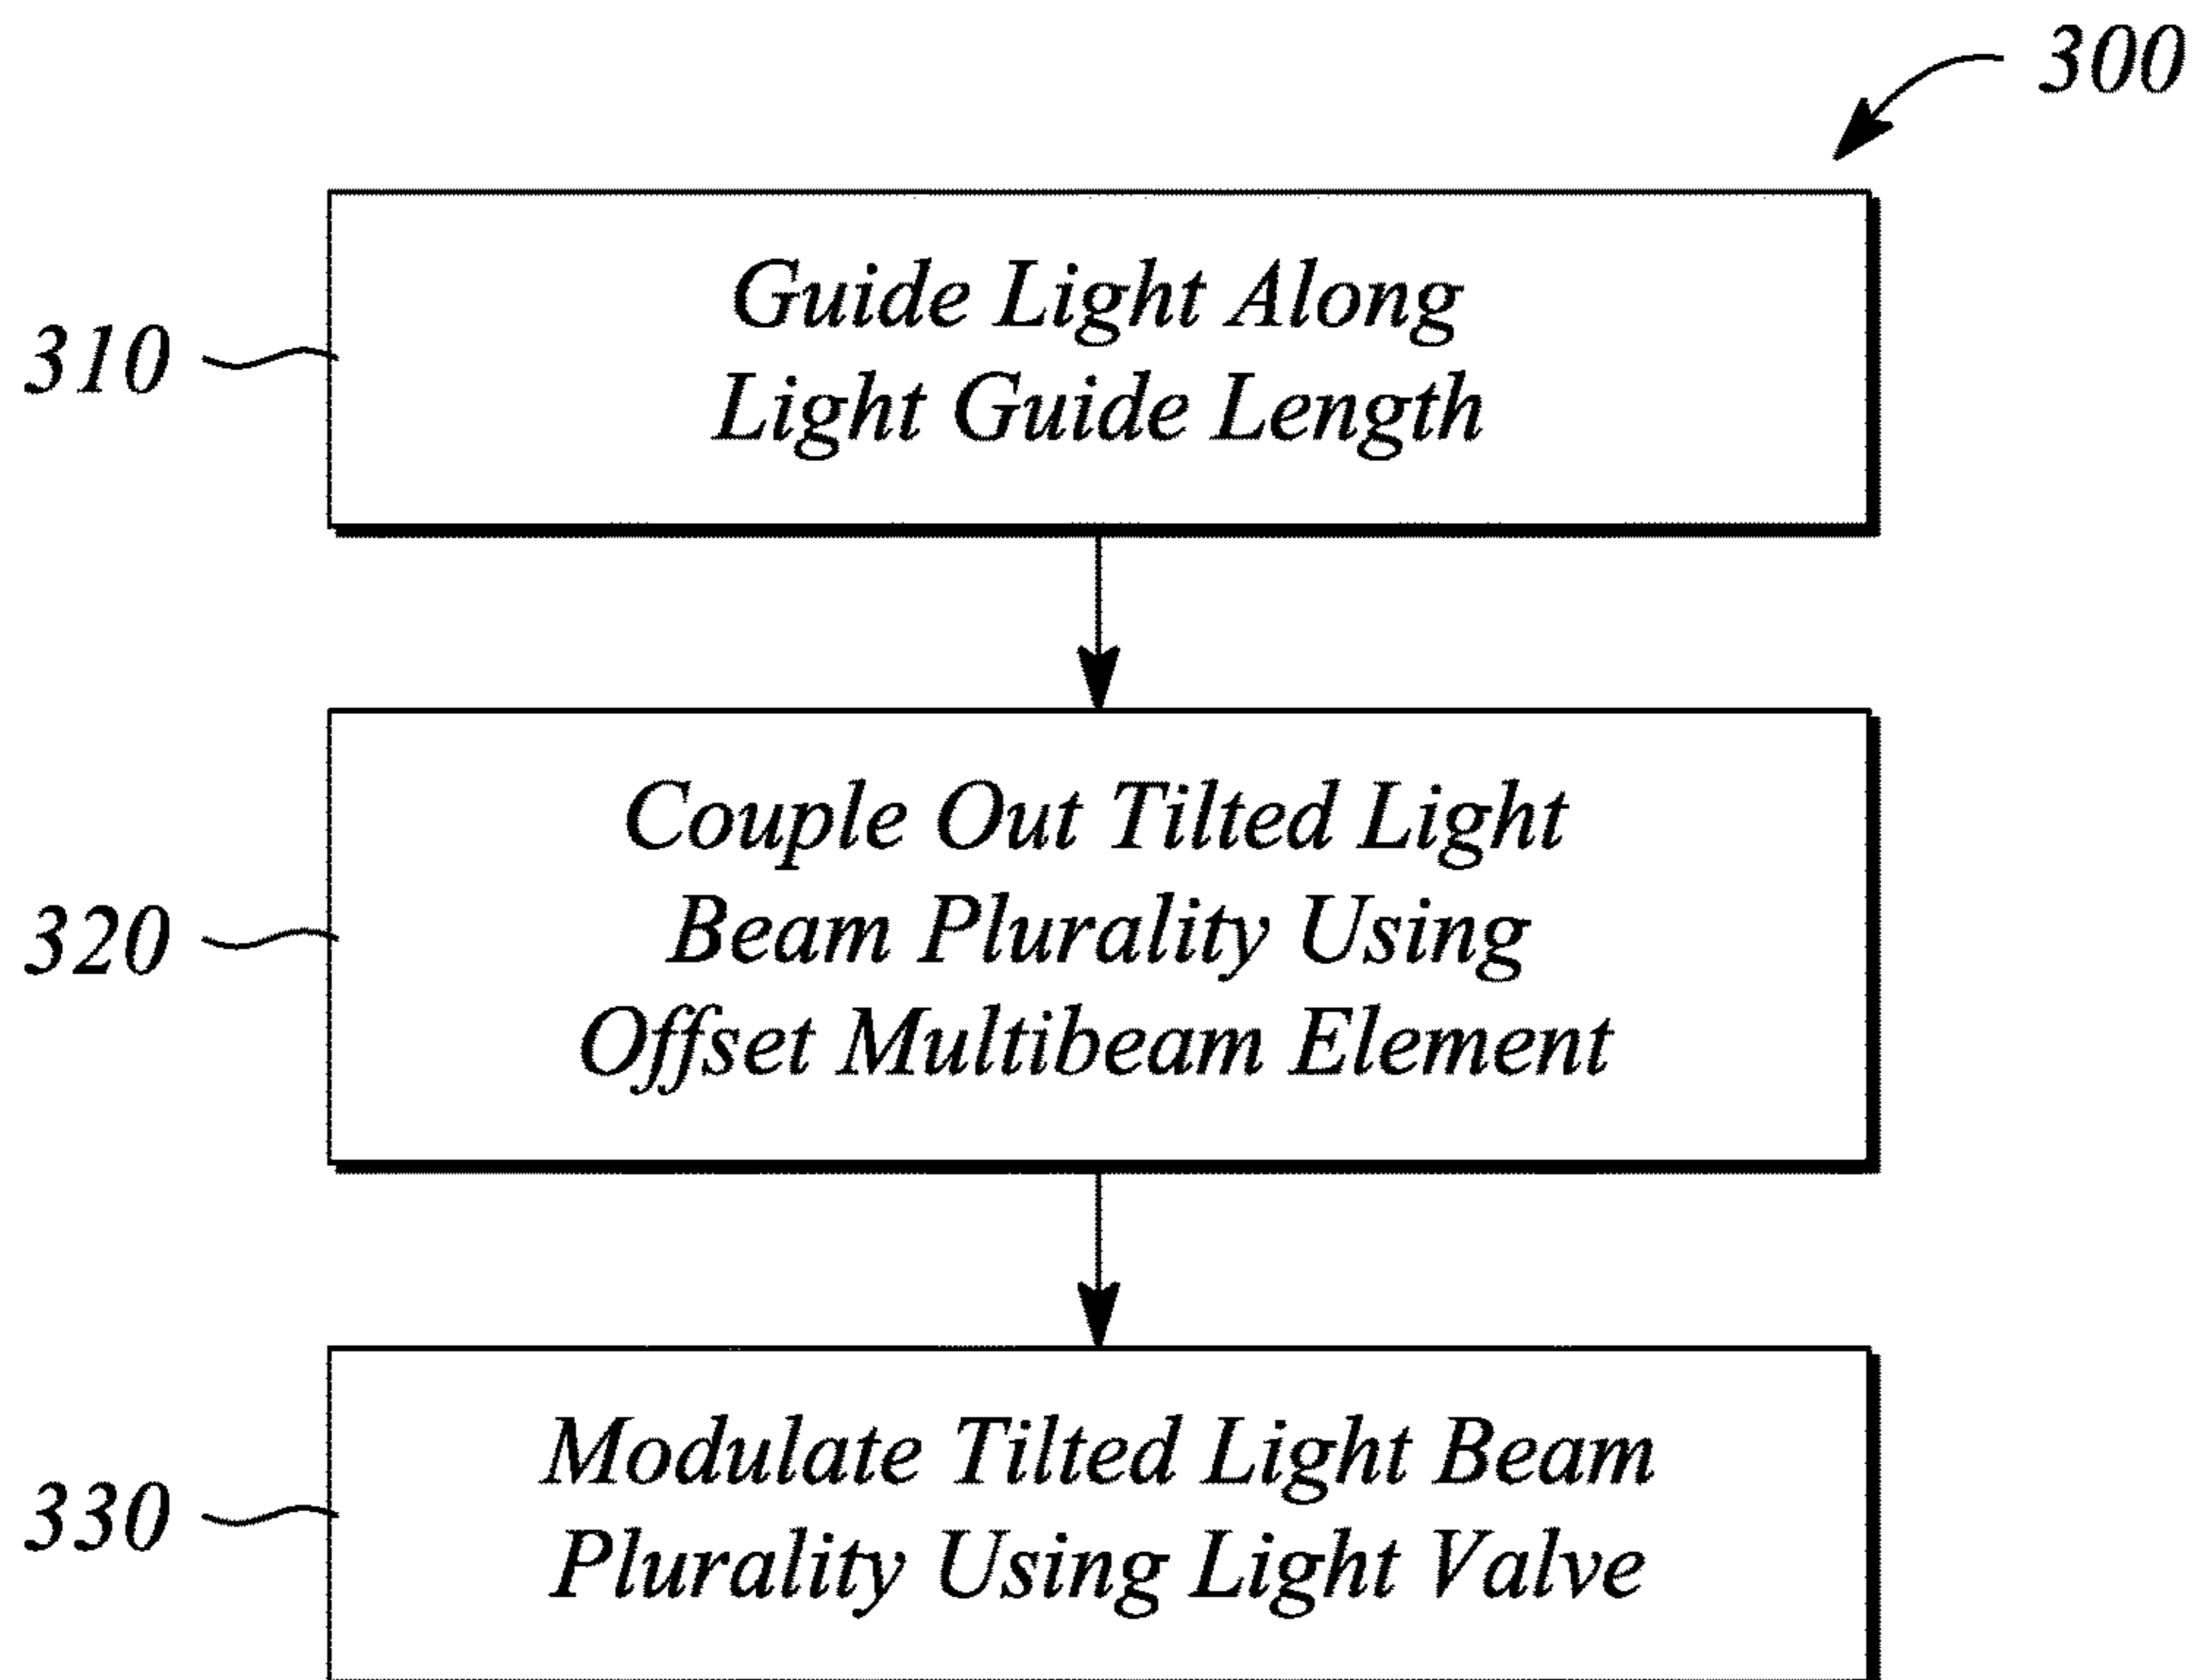 300
310
Guide Light Along
Light Guide Length
320
Couple Out Tilted Light
Beam Plurality Using
Offset Multibeam Element
330
Modulate Tilted Light Beam
Plurality Using Light Valve